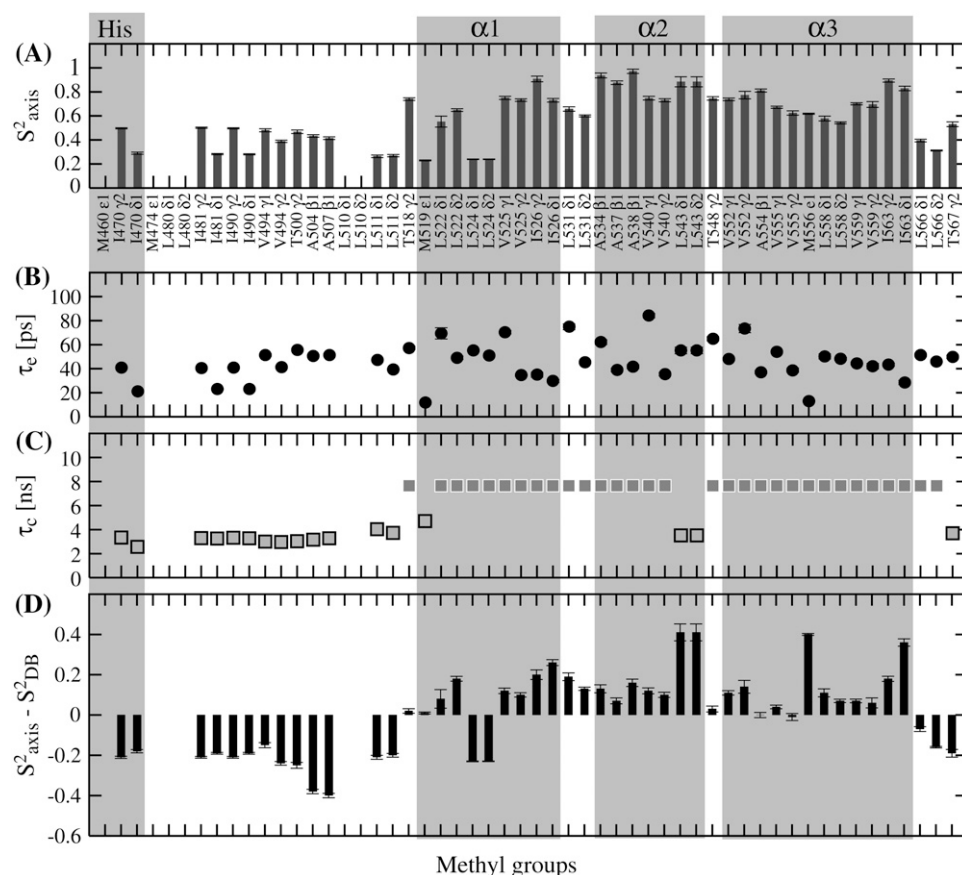 His α1 α2 α3
(A)
S²axis
1
0.8
0.6
0.4
0.2
0
M460 ε1
I470 γ2
I470 δ1
M474 ε1
L480 δ1
L480 δ2
I481 γ2
I481 δ1
I490 γ2
I490 δ1
V494 γ1
V494 γ2
T500 γ2
A504 β1
A507 β1
L510 δ1
L510 δ2
L511 δ1
L511 δ2
T518 γ2
M519 ε1
L522 δ1
L522 δ2
L524 δ1
L524 δ2
V525 γ1
V525 γ2
I526 γ2
I526 δ1
L531 δ1
L531 δ2
A534 β1
A537 β1
A538 β1
V540 γ1
V540 γ2
L543 δ1
L543 δ2
T548 γ2
V552 γ1
V552 γ2
A554 β1
V555 γ1
V555 γ2
M556 ε1
L558 δ1
L558 δ2
V559 γ1
V559 γ2
I563 γ2
I563 δ1
L566 δ1
L566 δ2
T567 γ2
(B)
τe [ps]
100
80
60
40
20
0
(C)
τc [ns]
12
10
8
6
4
2
0
(D)
S²axis - S²DB
0.4
0.2
0
-0.2
-0.4
-0.6
Methyl groups